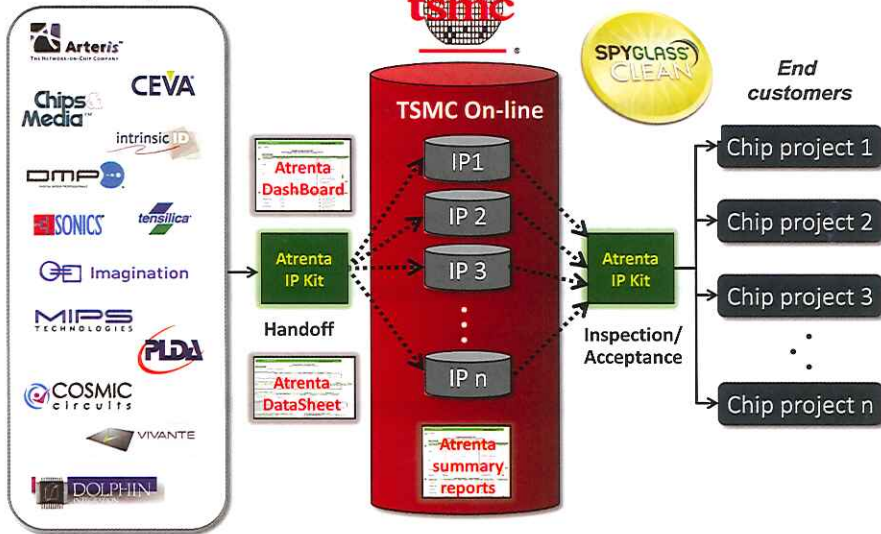 Arteris™
THE NETWORK-ON-CHIP COMPANY
CEVA
Chips&
Media™
intrinsic ID
DMP
SONICS
tensilica
Imagination
MIPS
TECHNOLOGIES
PLDA
COSMIC
circuits
VIVANTE
DOLPHIN
INTEGRATION
Atrenta
DashBoard
Atrenta
IP Kit
Handoff
Atrenta
DataSheet
tsmc
®
TSMC On-line
IP1
IP 2
IP 3
IP n
Atrenta
summary
reports
SPYGLASS
CLEAN
Atrenta
IP Kit
Inspection/
Acceptance
End
customers
Chip project 1
Chip project 2
Chip project 3
Chip project n